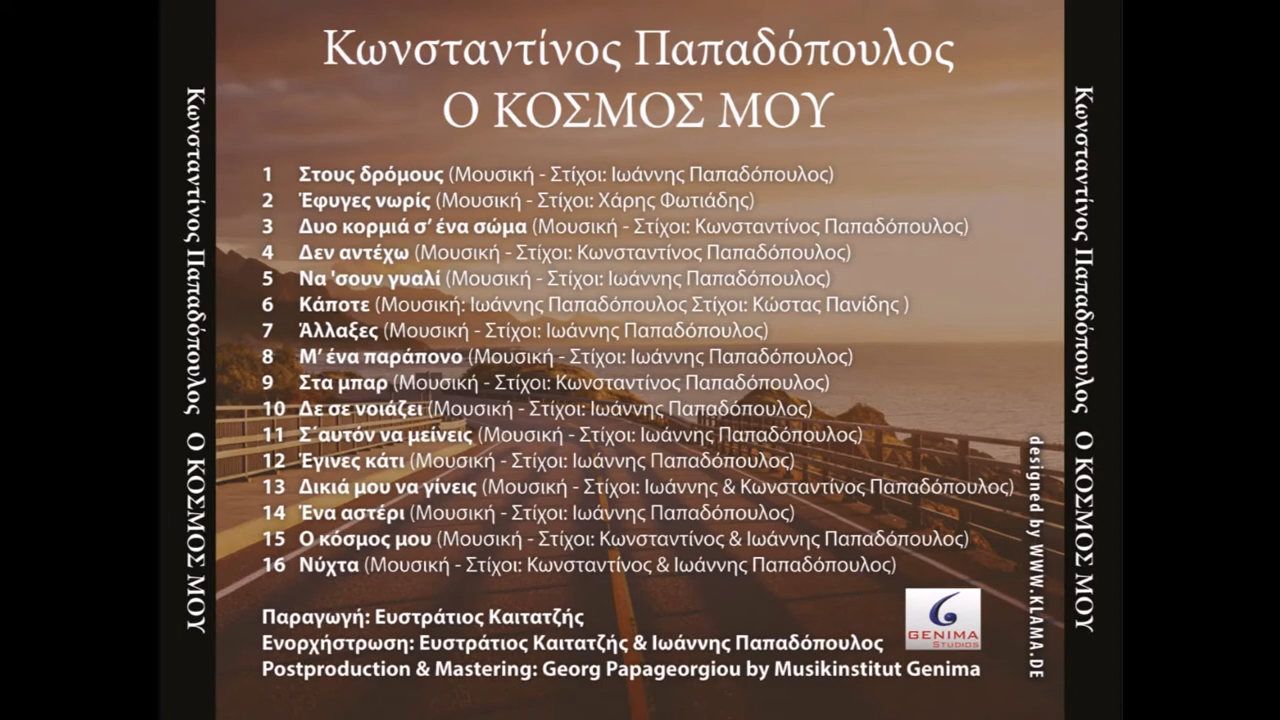 Κωνσταντίνος Παπαδόπουλος
Ο ΚΟΣΜΟΣ ΜΟΥ
1 Στους δρόμους (Μουσική - Στίχοι: Ιωάννης Παπαδόπουλος)
2 Έφυγες νωρίς (Μουσική - Στίχοι: Χάρης Φωτιάδης)
3 Δυο κορμιά σ’ ένα σώμα (Μουσική - Στίχοι: Κωνσταντίνος Παπαδόπουλος)
4 Δεν αντέχω (Μουσική - Στίχοι: Κωνσταντίνος Παπαδόπουλος)
5 Να 'σουν γυαλί (Μουσική - Στίχοι: Ιωάννης Παπαδόπουλος)
6 Κάποτε (Μουσική: Ιωάννης Παπαδόπουλος Στίχοι: Κώστας Πανίδης )
7 Άλλαξες (Μουσική - Στίχοι: Ιωάννης Παπαδόπουλος)
8 Μ’ ένα παράπονο (Μουσική - Στίχοι: Ιωάννης Παπαδόπουλος)
9 Στα μπαρ (Μουσική - Στίχοι: Κωνσταντίνος Παπαδόπουλος)
10 Δε σε νοιάζει (Μουσική - Στίχοι: Ιωάννης Παπαδόπουλος)
11 Σ΄αυτόν να μείνεις (Μουσική - Στίχοι: Ιωάννης Παπαδόπουλος)
12 Έγινες κάτι (Μουσική - Στίχοι: Ιωάννης Παπαδόπουλος)
13 Δικιά μου να γίνεις (Μουσική - Στίχοι: Ιωάννης & Κωνσταντίνος Παπαδόπουλος)
14 Ένα αστέρι (Μουσική - Στίχοι: Ιωάννης Παπαδόπουλος)
15 Ο κόσμος μου (Μουσική - Στίχοι: Κωνσταντίνος & Ιωάννης Παπαδόπουλος)
16 Νύχτα (Μουσική - Στίχοι: Κωνσταντίνος & Ιωάννης Παπαδόπουλος)
Παραγωγή: Ευστράτιος Καιτατζής
Ενορχήστρωση: Ευστράτιος Καιτατζής & Ιωάννης Παπαδόπουλος
Postproduction & Mastering: Georg Papageorgiou by Musikinstitut Genima
GENIMA
STUDIOS
designed by WWW.KLAMA.DE
Κωνσταντίνος Παπαδόπουλος Ο ΚΟΣΜΟΣ ΜΟΥ
Κωνσταντίνος Παπαδόπουλος Ο ΚΟΣΜΟΣ ΜΟΥ